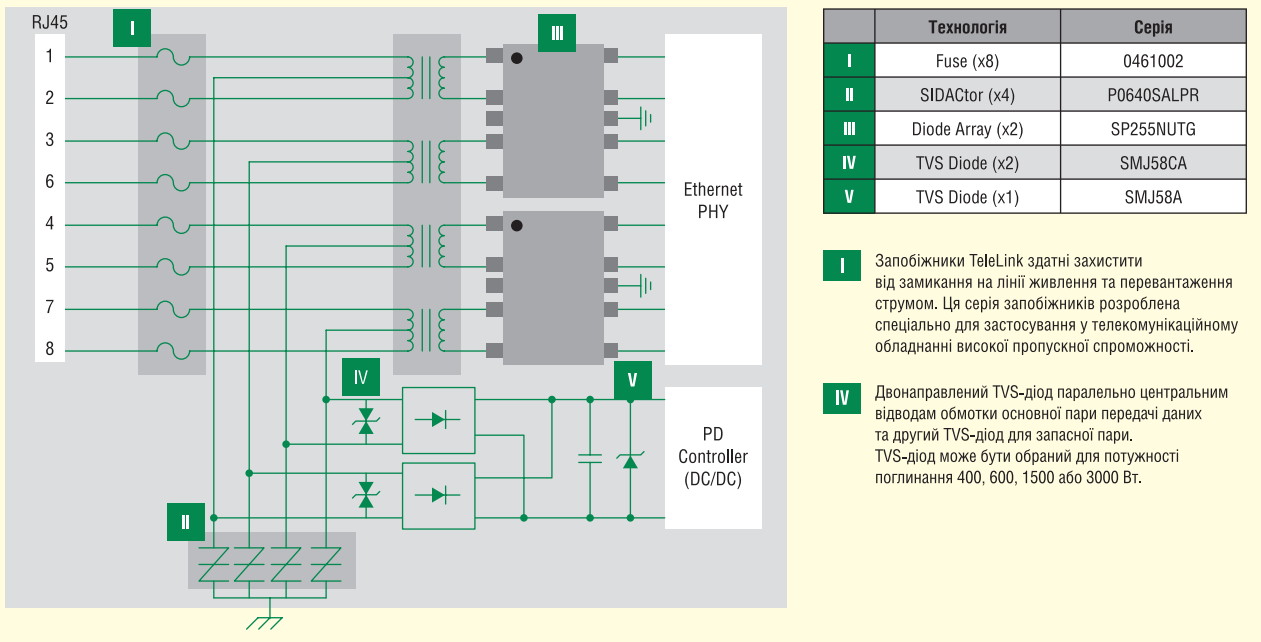 RJ45
I
III
1
2
3
6
4
5
7
8
Ethernet
PHY
IV
V
PD
Controller
(DC/DC)
II
Технологія Серія
I Fuse (x8) 0461002
II SIDACtor (x4) P0640SALPR
III Diode Array (x2) SP255NUTG
IV TVS Diode (x2) SMJ58CA
V TVS Diode (x1) SMJ58A
I Запобіжники TeleLink здатні захистити
від замикання на лінії живлення та перевантаження
струмом. Ця серія запобіжників розроблена
спеціально для застосування у телекомунікаційному
обладнанні високої пропускної спроможності.
IV Двонаправлений TVS-діод паралельно центральним
відводам обмотки основної пари передачі даних
та другий TVS-діод для запасної пари.
TVS-діод може бути обраний для потужності
поглинання 400, 600, 1500 або 3000 Вт.